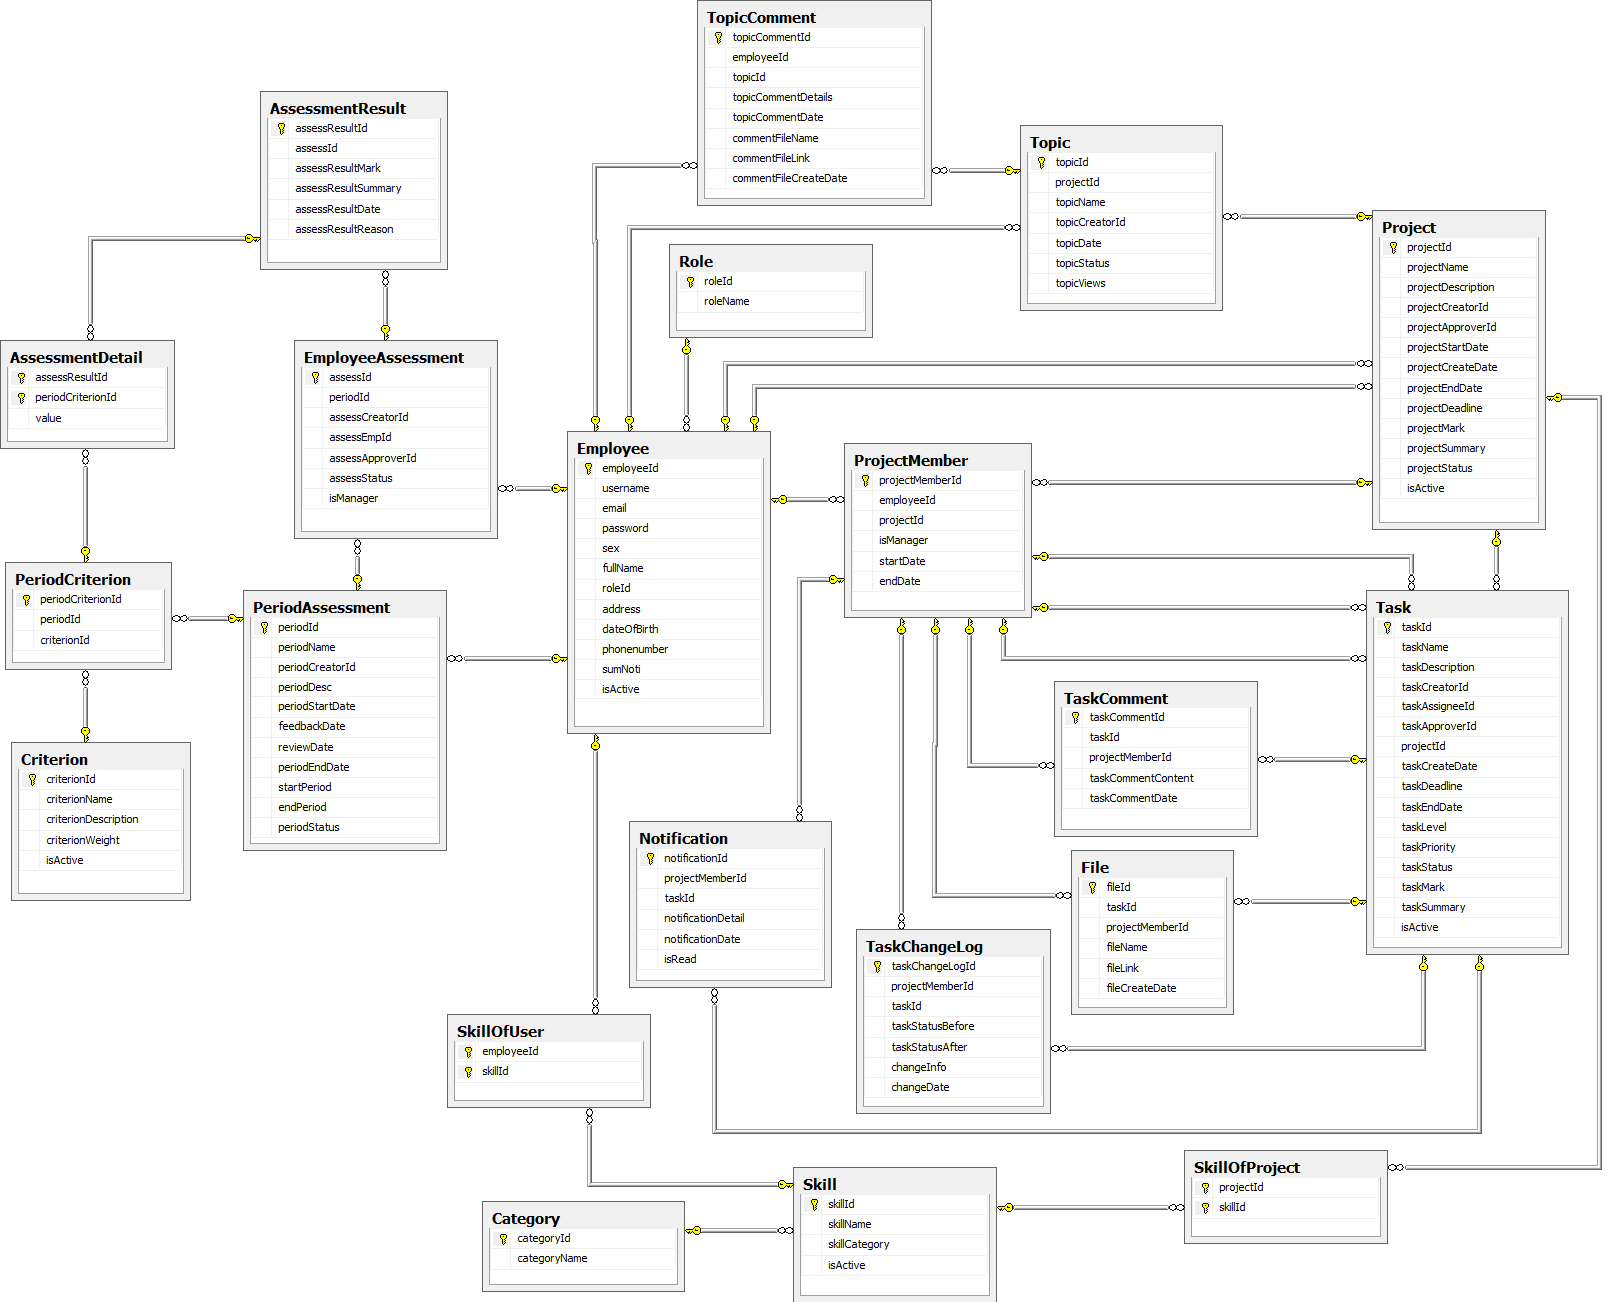 TopicComment
topicCommentId
employeeId
topicId
topicCommentDetails
topicCommentDate
commentFileName
commentFileLink
commentFileCreateDate
AssessmentResult
assessResultId
assessId
assessResultMark
assessResultSummary
assessResultDate
assessResultReason
Topic
topicId
projectId
topicName
topicCreatorId
topicDate
topicStatus
topicViews
Project
projectId
projectName
projectDescription
projectCreatorId
projectApproverId
projectStartDate
projectCreateDate
projectEndDate
projectDeadline
projectMark
projectSummary
projectStatus
isActive
Role
roleId
roleName
AssessmentDetail
assessResultId
periodCriterionId
value
EmployeeAssessment
assessId
periodId
assessCreatorId
assessEmpId
assessApproverId
assessStatus
isManager
Employee
employeeId
username
email
password
sex
fullName
roleId
address
dateOfBirth
phonenumber
sumNoti
isActive
ProjectMember
projectMemberId
employeeId
projectId
isManager
startDate
endDate
PeriodCriterion
periodCriterionId
periodId
criterionId
PeriodAssessment
periodId
periodName
periodCreatorId
periodDesc
periodStartDate
feedbackDate
reviewDate
periodEndDate
startPeriod
endPeriod
periodStatus
Task
taskId
taskName
taskDescription
taskCreatorId
taskAssigneeId
taskApproverId
projectId
taskCreateDate
taskDeadline
taskEndDate
taskLevel
taskPriority
taskStatus
taskMark
taskSummary
isActive
TaskComment
taskCommentId
taskId
projectMemberId
taskCommentContent
taskCommentDate
Criterion
criterionId
criterionName
criterionDescription
criterionWeight
isActive
Notification
notificationId
projectMemberId
taskId
notificationDetail
notificationDate
isRead
File
fileId
taskId
projectMemberId
fileName
fileLink
fileCreateDate
TaskChangeLog
taskChangeLogId
projectMemberId
taskId
taskStatusBefore
taskStatusAfter
changeInfo
changeDate
SkillOfUser
employeeId
skillId
SkillOfProject
projectId
skillId
Skill
skillId
skillName
skillCategory
isActive
Category
categoryId
categoryName